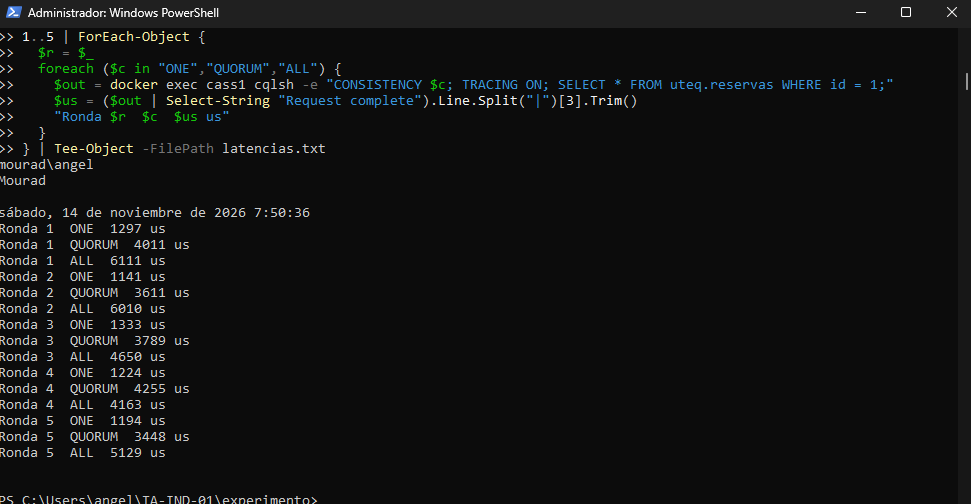 Administrador: Windows PowerShell
>> 1..5 | ForEach-Object {
>>   $r = $_
>>   foreach ($c in "ONE","QUORUM","ALL") {
>>     $out = docker exec cass1 cqlsh -e "CONSISTENCY $c; TRACING ON; SELECT * FROM uteq.reservas WHERE id = 1;"
>>     $us = ($out | Select-String "Request complete").Line.Split("|")[3].Trim()
>>     "Ronda $r  $c  $us us"
>>   }
>> } | Tee-Object -FilePath latencias.txt
mourad\angel
Mourad
sábado, 14 de noviembre de 2026 7:50:36
Ronda 1  ONE  1297 us
Ronda 1  QUORUM  4011 us
Ronda 1  ALL  6111 us
Ronda 2  ONE  1141 us
Ronda 2  QUORUM  3611 us
Ronda 2  ALL  6010 us
Ronda 3  ONE  1333 us
Ronda 3  QUORUM  3789 us
Ronda 3  ALL  4650 us
Ronda 4  ONE  1224 us
Ronda 4  QUORUM  4255 us
Ronda 4  ALL  4163 us
Ronda 5  ONE  1194 us
Ronda 5  QUORUM  3448 us
Ronda 5  ALL  5129 us
PS C:\Users\angel\TA-IND-01\experimento>